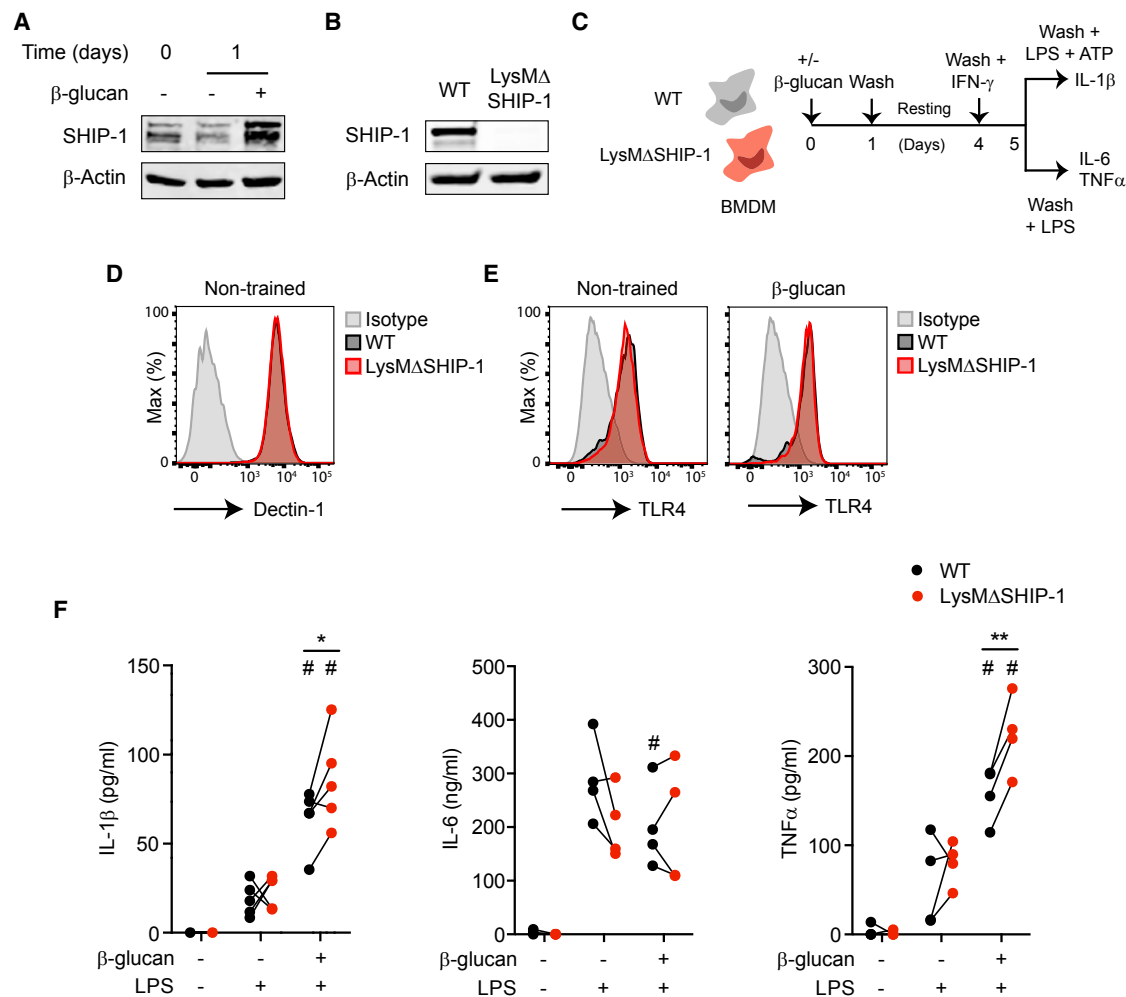 A
Time (days) 0 1
β-glucan - - +
SHIP-1
β-Actin
B
WT LysMΔ
SHIP-1
SHIP-1
β-Actin
C
WT
LysMΔSHIP-1
BMDM
+/-
β-glucan
Wash
Resting
(Days)
Wash +
IFN-γ
0 1 4 5
Wash +
LPS + ATP
IL-1β
IL-6
TNFα
Wash
+ LPS
D
Non-trained
100
0
Max (%)
0 10³ 10⁴ 10⁵
Dectin-1
Isotype
WT
LysMΔSHIP-1
E
Non-trained
β-glucan
100
0
Max (%)
0 10³ 10⁴ 10⁵
TLR4
0 10³ 10⁴ 10⁵
TLR4
Isotype
WT
LysMΔSHIP-1
WT
LysMΔSHIP-1
F
IL-1β (pg/ml)
150
100
50
0
*
# #
β-glucan - - +
LPS - + +
IL-6 (ng/ml)
500
400
300
200
100
0
#
- - +
- + +
TNFα (pg/ml)
300
200
100
0
**
# #
- - +
- + +